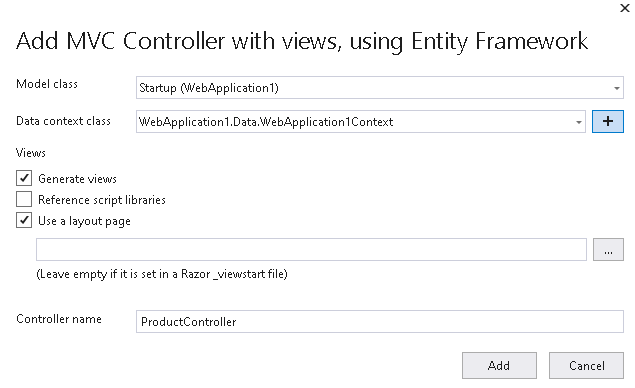 Add MVC Controller with views, using Entity Framework
Model class
Startup (WebApplication1)
Data context class
WebApplication1.Data.WebApplication1Context
+
Views
Generate views
Reference script libraries
Use a layout page
...
(Leave empty if it is set in a Razor _viewstart file)
Controller name
ProductController
Add
Cancel